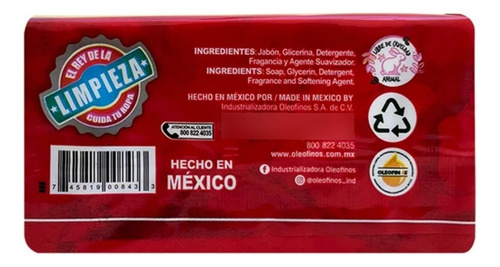 EL REY DE LA
LIMPIEZA
CUIDA TU ROPA
INGREDIENTES: Jabón, Glicerina, Detergente,
Fragancia y Agente Suavizador.
INGREDIENTS: Soap, Glycerin, Detergent,
Fragrance and Softening Agent.
HECHO EN MÉXICO POR / MADE IN MEXICO BY
Industrializadora Oleofinos S.A. de C.V.
ATENCIÓN AL CLIENTE
800 822 4035
800 822 4035
www.oleofinos.com.mx
Industrializadora Oleofinos
@oleofinos_ind
HECHO EN
MÉXICO
7 45819 00843 3
LIBRE DE CRUELDAD
ANIMAL